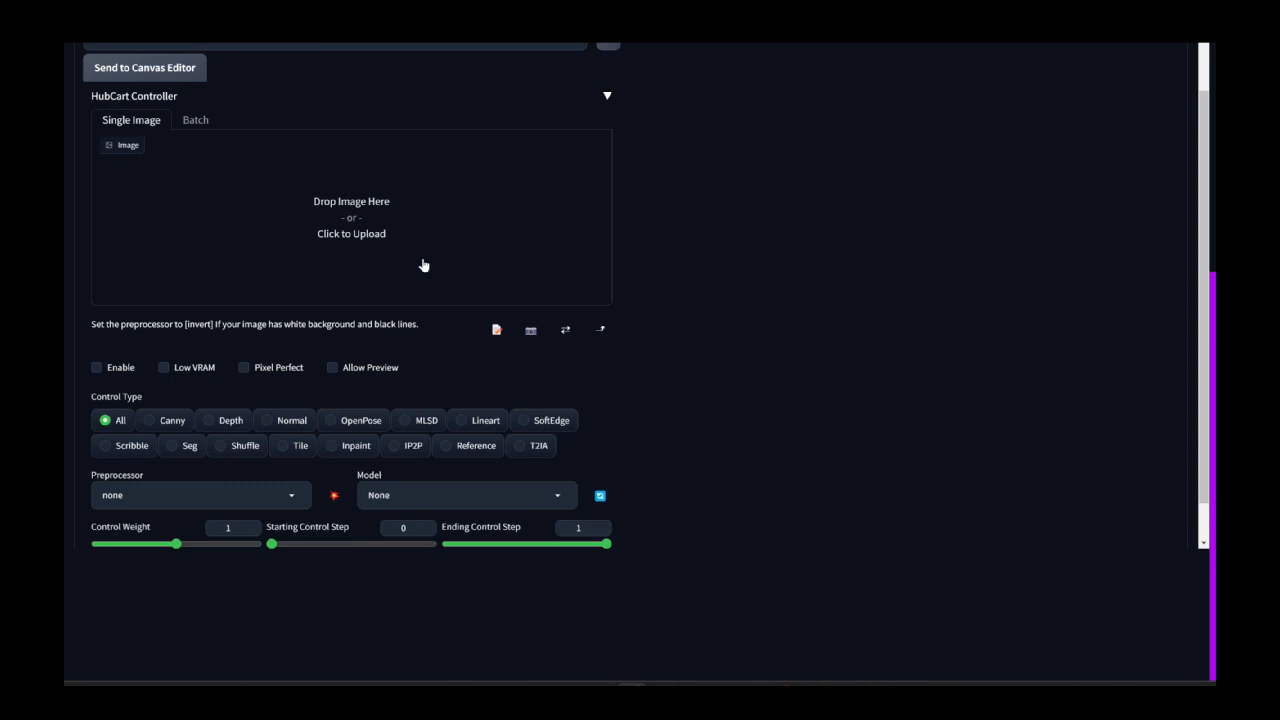 Send to Canvas Editor
HubCart Controller
Single Image Batch
Image
Drop Image Here
- or -
Click to Upload
Set the preprocessor to [invert] If your image has white background and black lines.
Enable Low VRAM Pixel Perfect Allow Preview
Control Type
All Canny Depth Normal OpenPose MLSD Lineart SoftEdge
Scribble Seg Shuffle Tile Inpaint IP2P Reference T2IA
Preprocessor Model
none None
Control Weight 1 Starting Control Step 0 Ending Control Step 1